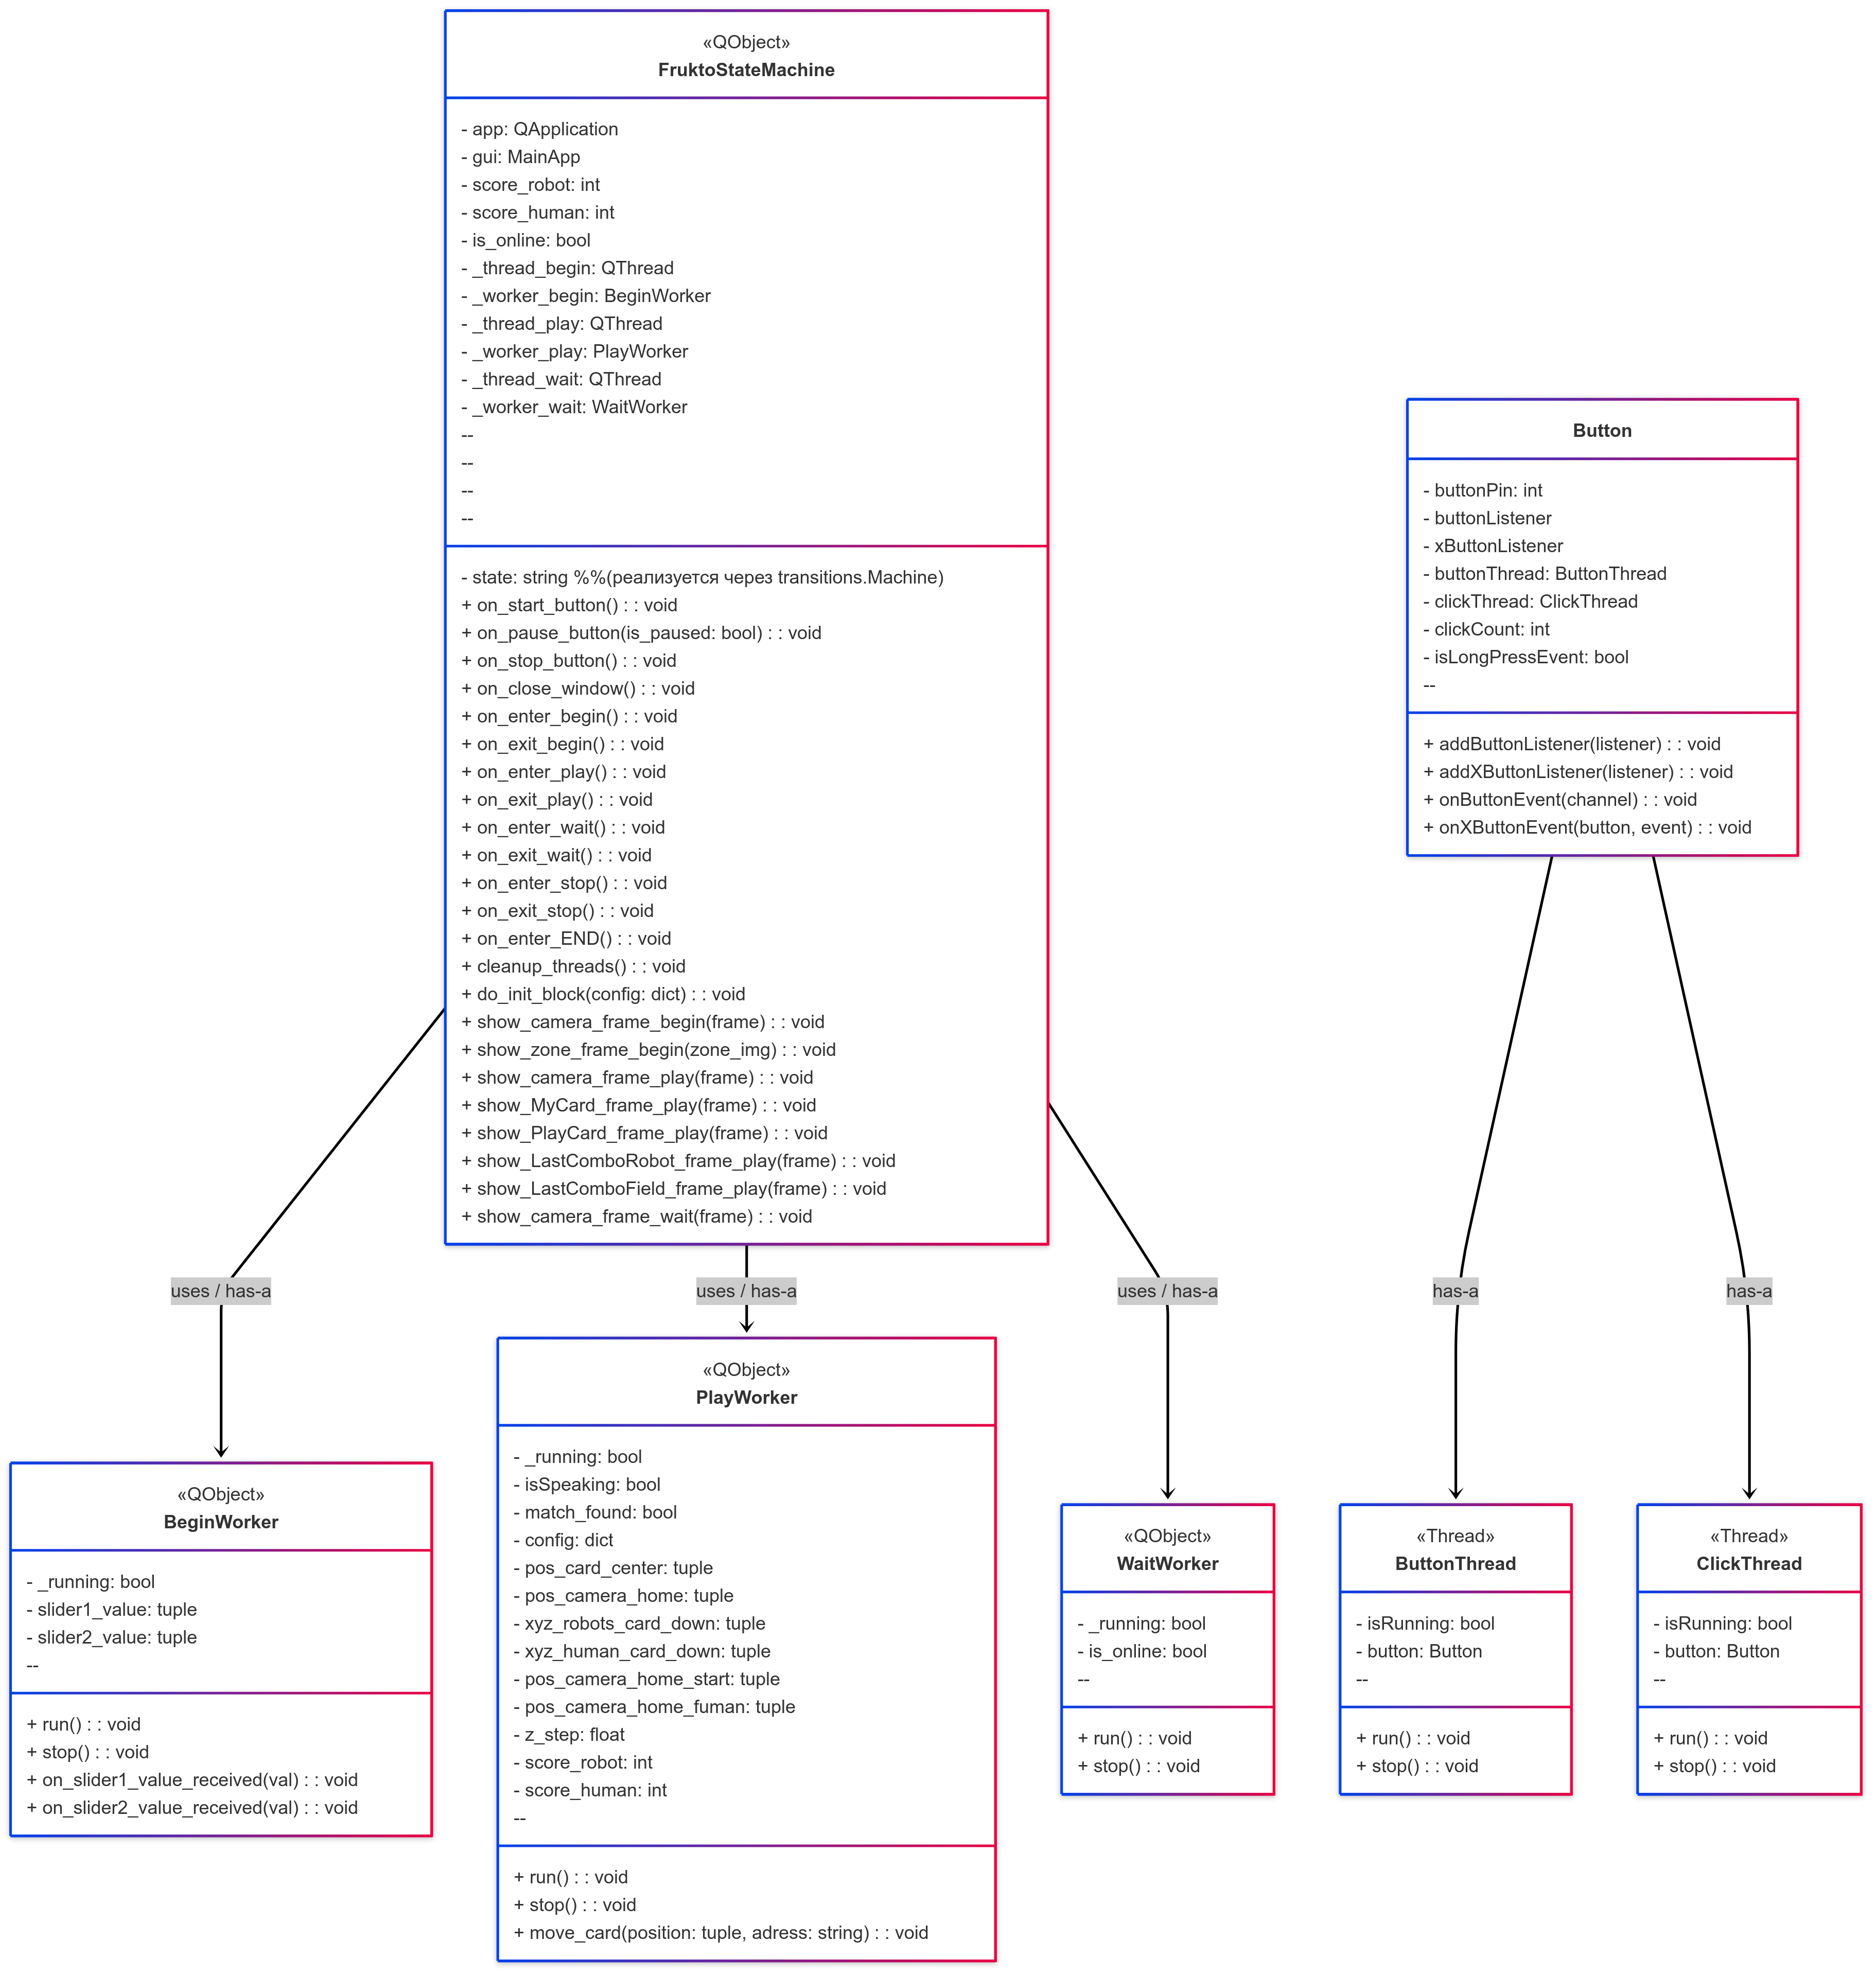 «QObject»
FruktoStateMachine
- app: QApplication
- gui: MainApp
- score_robot: int
- score_human: int
- is_online: bool
- _thread_begin: QThread
- _worker_begin: BeginWorker
- _thread_play: QThread
- _worker_play: PlayWorker
- _thread_wait: QThread
- _worker_wait: WaitWorker
--
--
--
--
- state: string %%(реализуется через transitions.Machine)
+ on_start_button() : : void
+ on_pause_button(is_paused: bool) : : void
+ on_stop_button() : : void
+ on_close_window() : : void
+ on_enter_begin() : : void
+ on_exit_begin() : : void
+ on_enter_play() : : void
+ on_exit_play() : : void
+ on_enter_wait() : : void
+ on_exit_wait() : : void
+ on_enter_stop() : : void
+ on_exit_stop() : : void
+ on_enter_END() : : void
+ cleanup_threads() : : void
+ do_init_block(config: dict) : : void
+ show_camera_frame_begin(frame) : : void
+ show_zone_frame_begin(zone_img) : : void
+ show_camera_frame_play(frame) : : void
+ show_MyCard_frame_play(frame) : : void
+ show_PlayCard_frame_play(frame) : : void
+ show_LastComboRobot_frame_play(frame) : : void
+ show_LastComboField_frame_play(frame) : : void
+ show_camera_frame_wait(frame) : : void
Button
- buttonPin: int
- buttonListener
- xButtonListener
- buttonThread: ButtonThread
- clickThread: ClickThread
- clickCount: int
- isLongPressEvent: bool
--
+ addButtonListener(listener) : : void
+ addXButtonListener(listener) : : void
+ onButtonEvent(channel) : : void
+ onXButtonEvent(button, event) : : void
uses / has-a
uses / has-a
uses / has-a
has-a
has-a
«QObject»
BeginWorker
- _running: bool
- slider1_value: tuple
- slider2_value: tuple
--
+ run() : : void
+ stop() : : void
+ on_slider1_value_received(val) : : void
+ on_slider2_value_received(val) : : void
«QObject»
PlayWorker
- _running: bool
- isSpeaking: bool
- match_found: bool
- config: dict
- pos_card_center: tuple
- pos_camera_home: tuple
- xyz_robots_card_down: tuple
- xyz_human_card_down: tuple
- pos_camera_home_start: tuple
- pos_camera_home_fuman: tuple
- z_step: float
- score_robot: int
- score_human: int
--
+ run() : : void
+ stop() : : void
+ move_card(position: tuple, adress: string) : : void
«QObject»
WaitWorker
- _running: bool
- is_online: bool
--
+ run() : : void
+ stop() : : void
«Thread»
ButtonThread
- isRunning: bool
- button: Button
--
+ run() : : void
+ stop() : : void
«Thread»
ClickThread
- isRunning: bool
- button: Button
--
+ run() : : void
+ stop() : : void